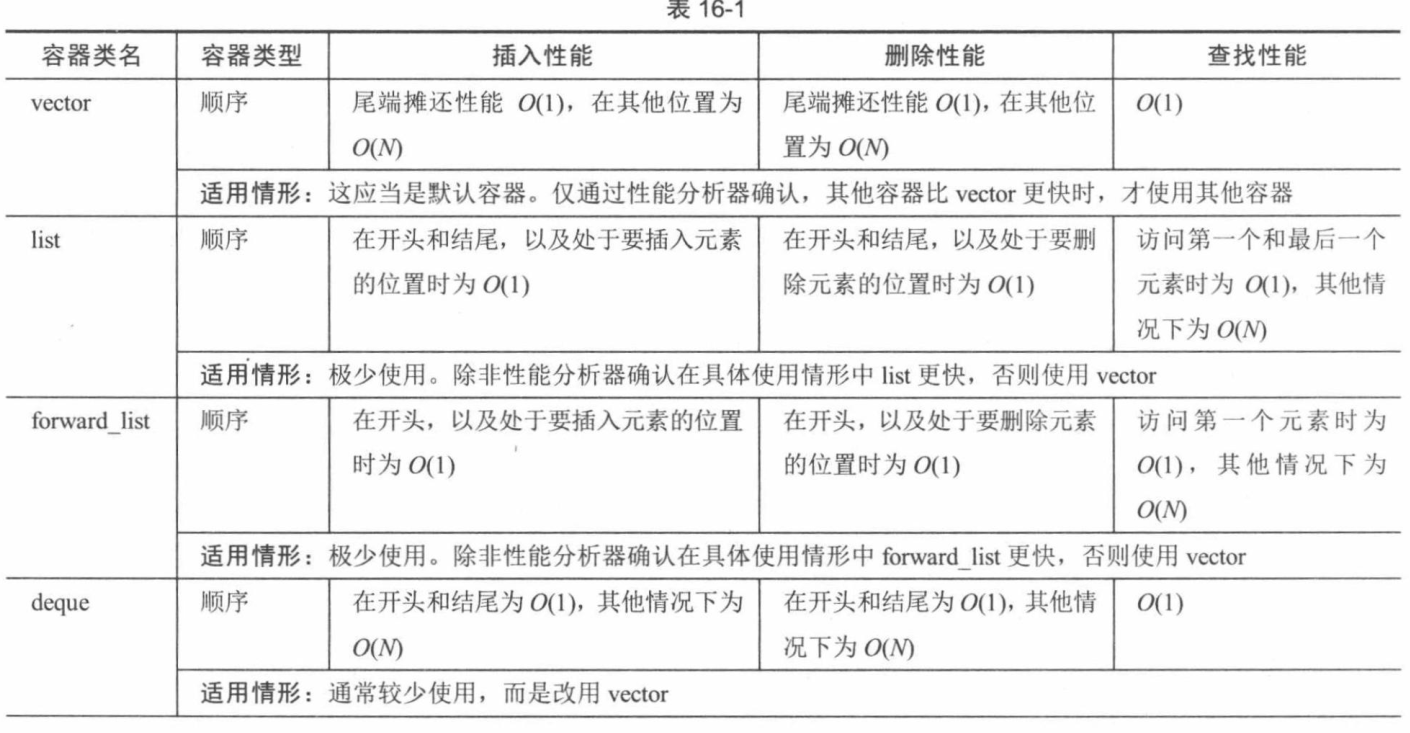 表 16-1
容器类名 容器类型 插入性能 删除性能 查找性能
vector 顺序 尾端摊还性能 O(1)，在其他位置为 尾端摊还性能 O(1)，在其他位 O(1)
O(N) 置为 O(N)
适用情形：这应当是默认容器。仅通过性能分析器确认，其他容器比 vector 更快时，才使用其他容器
list 顺序 在开头和结尾，以及处于要插入元素 在开头和结尾，以及处于要删 访问第一个和最后一个
的位置时为 O(1) 除元素的位置时为 O(1) 元素时为 O(1)，其他情
况下为 O(N)
适用情形：极少使用。除非性能分析器确认在具体使用情形中 list 更快，否则使用 vector
forward_list 顺序 在开头，以及处于要插入元素的位置 在开头，以及处于要删除元素 访问第一个元素时为
时为 O(1) 的位置时为 O(1) O(1)，其他情况下为
O(N)
适用情形：极少使用。除非性能分析器确认在具体使用情形中 forward_list 更快，否则使用 vector
deque 顺序 在开头和结尾为 O(1)，其他情况下为 在开头和结尾为 O(1)，其他情 O(1)
O(N) 况下为 O(N)
适用情形：通常较少使用，而是改用 vector